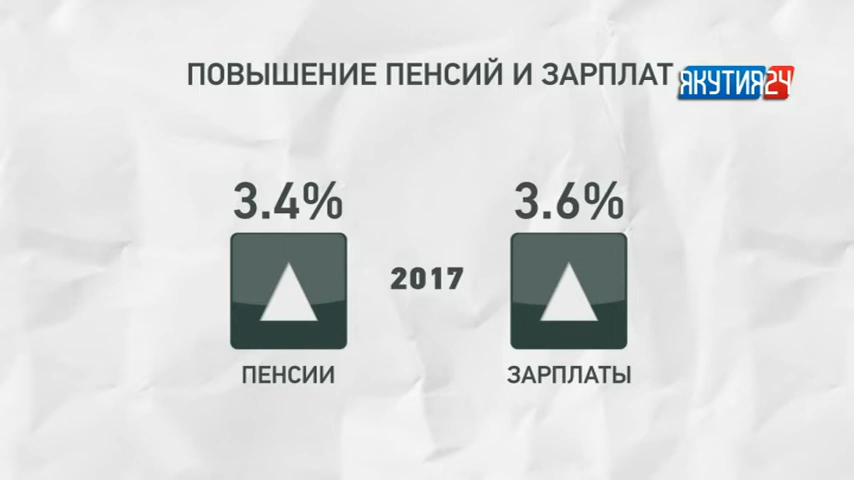 ПОВЫШЕНИЕ ПЕНСИЙ И ЗАРПЛАТ
ЯКУТИЯ24
3.4%
3.6%
2017
ПЕНСИИ
ЗАРПЛАТЫ